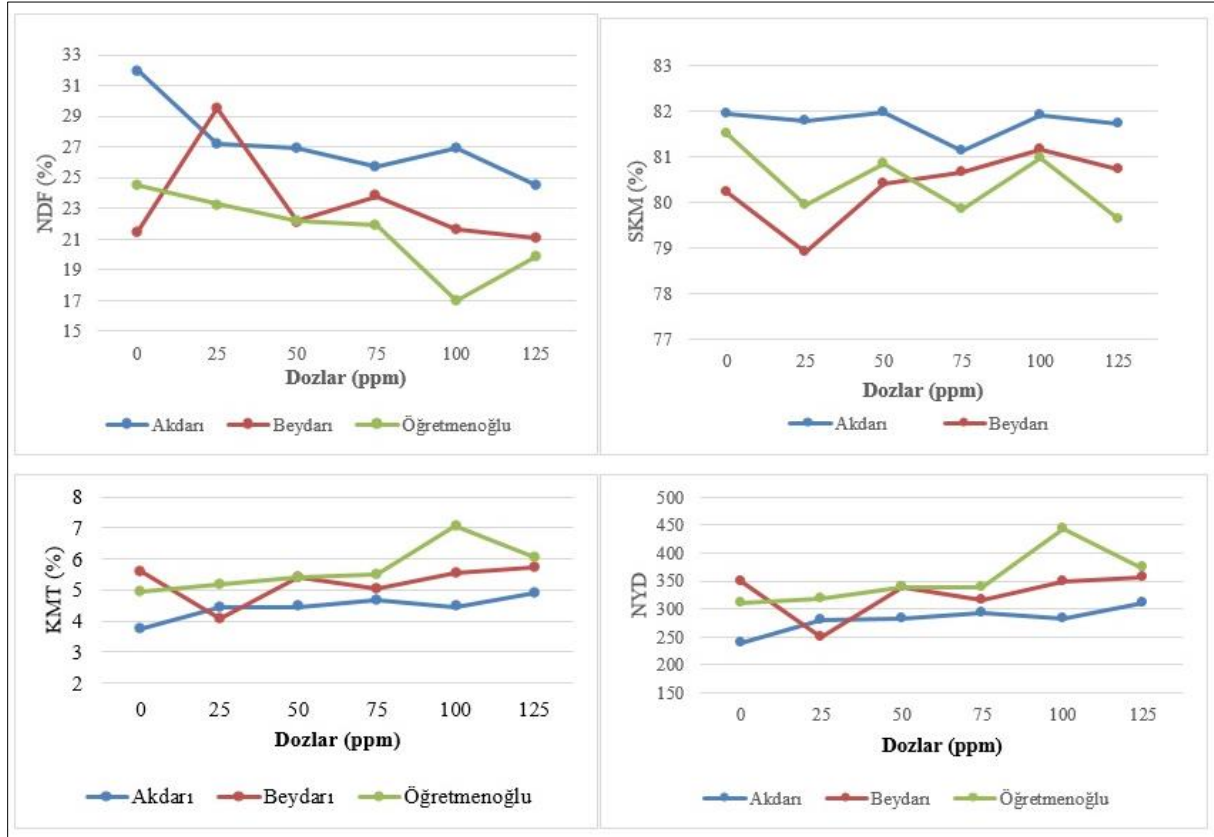 NDF (%)
33
31
29
27
25
23
21
19
17
15
0 25 50 75 100 125
Dozlar (ppm)
Akdarı Beydarı Öğretmenoğlu
SKM (%)
83
82
81
80
79
78
77
0 25 50 75 100 125
Dozlar (ppm)
Akdarı Beydarı
KMT (%)
8
7
6
5
4
3
2
0 25 50 75 100 125
Dozlar (ppm)
Akdarı Beydarı Öğretmenoğlu
NYD
500
450
400
350
300
250
200
150
0 25 50 75 100 125
Dozlar (ppm)
Akdarı Beydarı Öğretmenoğlu